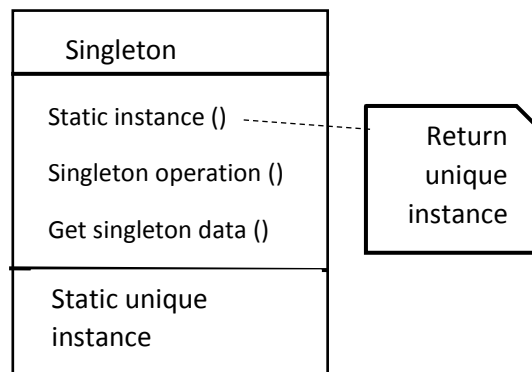 Singleton
Static instance ()
Singleton operation ()
Get singleton data ()
Static unique
instance
Return
unique
instance